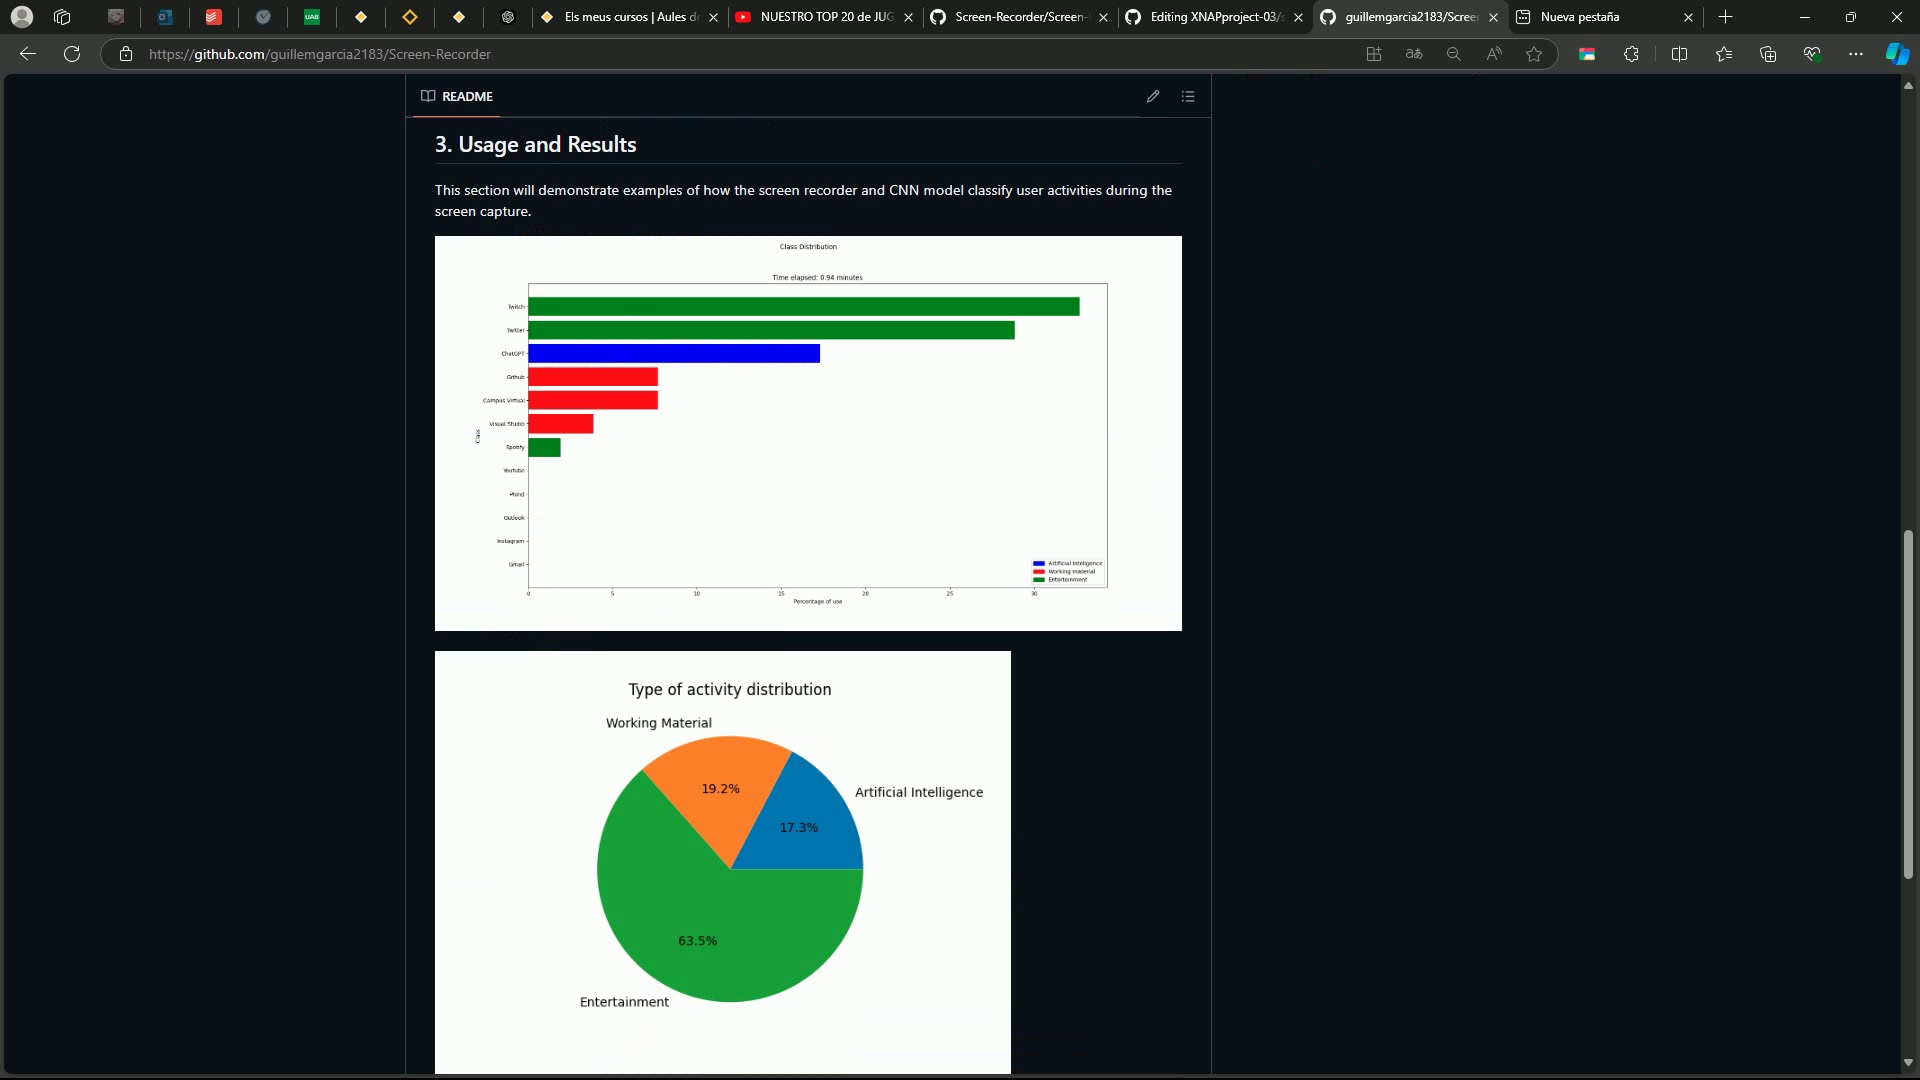 UAB
Els meus cursos | Aules d
NUESTRO TOP 20 de JUG
Screen-Recorder/Screen-
Editing XNAPproject-03/s
guillemgarcia2183/Screen
Nueva pestaña
https://github.com/guillemgarcia2183/Screen-Recorder
aあ
README
3. Usage and Results
This section will demonstrate examples of how the screen recorder and CNN model classify user activities during the
screen capture.
Class Distribution
Time elapsed: 0.94 minutes
Twitch
Twitter
ChatGPT
Github
Campus Virtual
Visual Studio
Spotify
Youtube
Phind
Outlook
Instagram
Gmail
Class
Artificial Inteligence
Working material
Entertainment
0 5 10 15 20 25 30
Percentage of use
Type of activity distribution
Working Material
19.2%
Artificial Intelligence
17.3%
63.5%
Entertainment